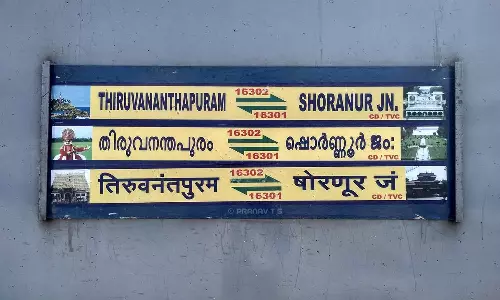 THIRUVANANTHAPURAM 16302 16301 SHORANUR JN. CD / TVC
തിരുവനന്തപുരം 16302 16301 ഷൊർണ്ണൂർ ജം: CD / TVC
तिरुवनंतपुरम 16302 16301 षोरणूर जं CD / TVC
© PRANAV T S